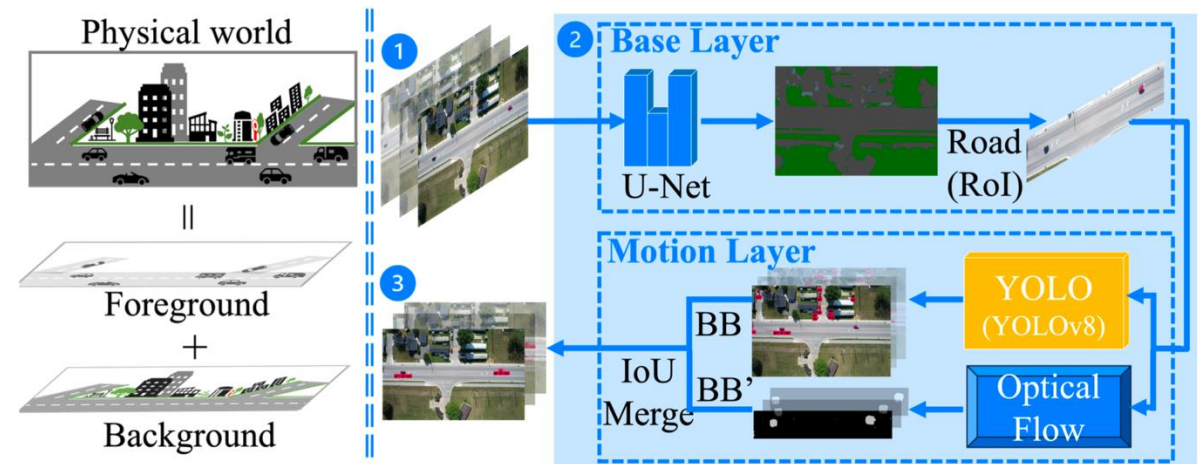 Physical world
=
Foreground
+
Background
1
2
Base Layer
U-Net
Road
(RoI)
Motion Layer
YOLO
(YOLOv8)
Optical
Flow
BB
BB’
IoU
Merge
3